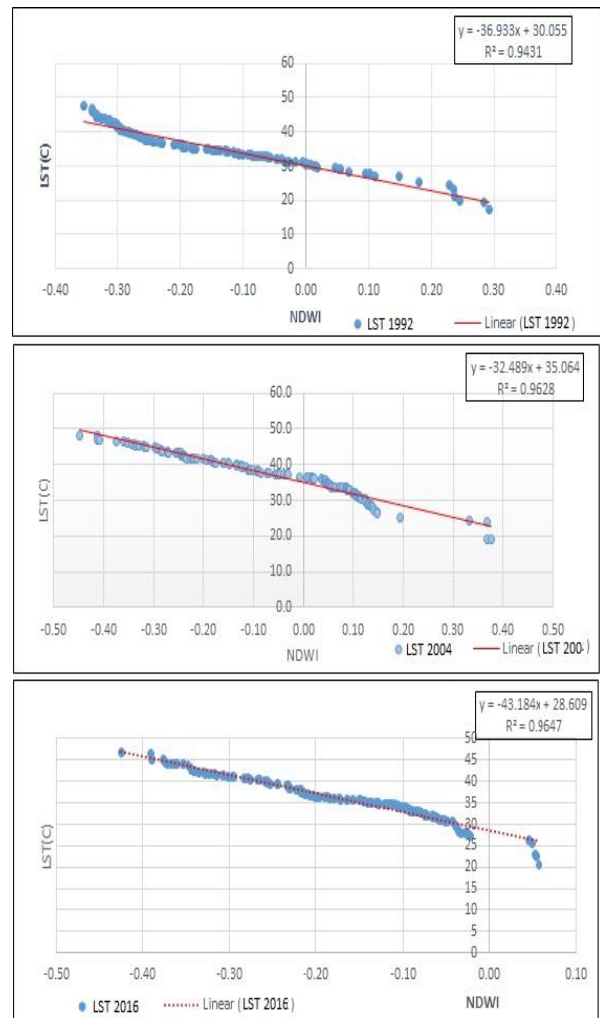 y = -36.933x + 30.055
R² = 0.9431
60
50
40
30
20
10
0
LST(C)
-0.40 -0.30 -0.20 -0.10 0.00 0.10 0.20 0.30 0.40
NDWI
LST 1992 Linear (LST 1992)
y = -32.489x + 35.064
R² = 0.9628
60.0
50.0
40.0
30.0
20.0
10.0
0.0
LST(C)
-0.50 -0.40 -0.30 -0.20 -0.10 0.00 0.10 0.20 0.30 0.40 0.50
NDWI
LST 2004 Linear (LST 200
y = -43.184x + 28.609
R² = 0.9647
50
45
40
35
30
25
20
15
10
5
0
LST(C)
-0.50 -0.40 -0.30 -0.20 -0.10 0.00 0.10
LST 2016 Linear (LST 2016) NDWI